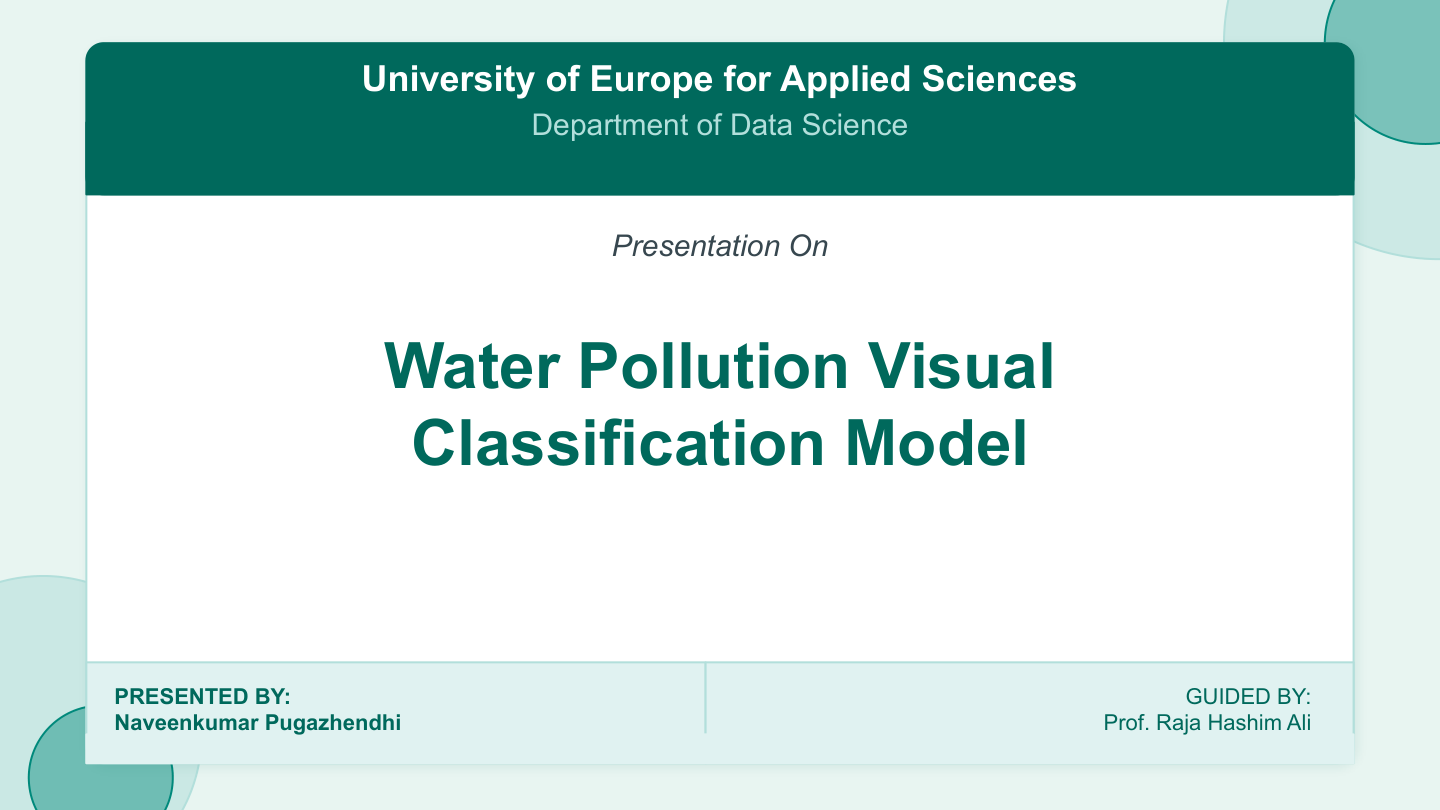 University of Europe for Applied Sciences
Department of Data Science
Presentation On
Water Pollution Visual
Classification Model
PRESENTED BY:
Naveenkumar Pugazhendhi
GUIDED BY:
Prof. Raja Hashim Ali